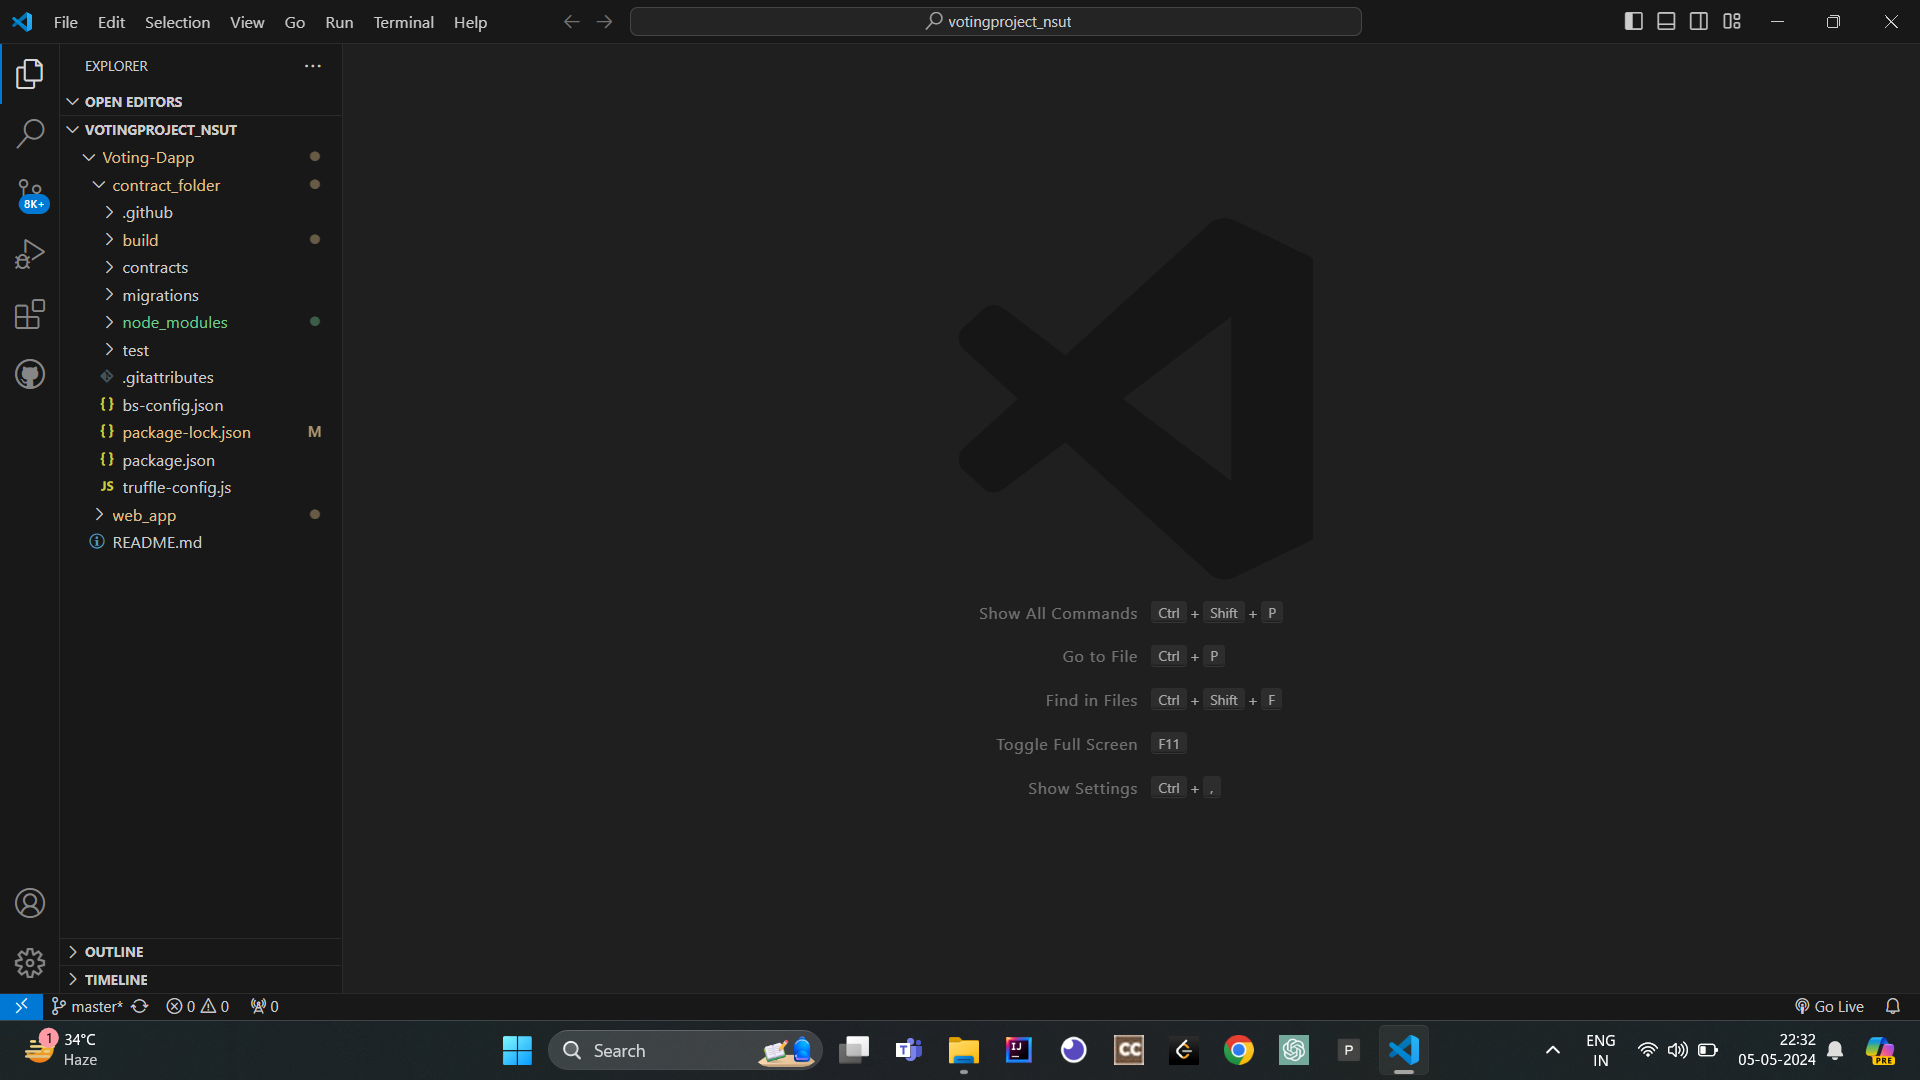 File Edit Selection View Go Run Terminal Help
votingproject_nsut
EXPLORER
OPEN EDITORS
VOTINGPROJECT_NSUT
Voting-Dapp
contract_folder
.github
build
contracts
migrations
node_modules
test
.gitattributes
{} bs-config.json
{} package-lock.json M
{} package.json
JS truffle-config.js
web_app
README.md
8K+
Show All Commands Ctrl + Shift + P
Go to File Ctrl + P
Find in Files Ctrl + Shift + F
Toggle Full Screen F11
Show Settings Ctrl + ,
OUTLINE
TIMELINE
master* 0 0 0 Go Live
1 34°C
Haze
Search
IJ
CC
P
ENG
IN
22:32
05-05-2024
PRE